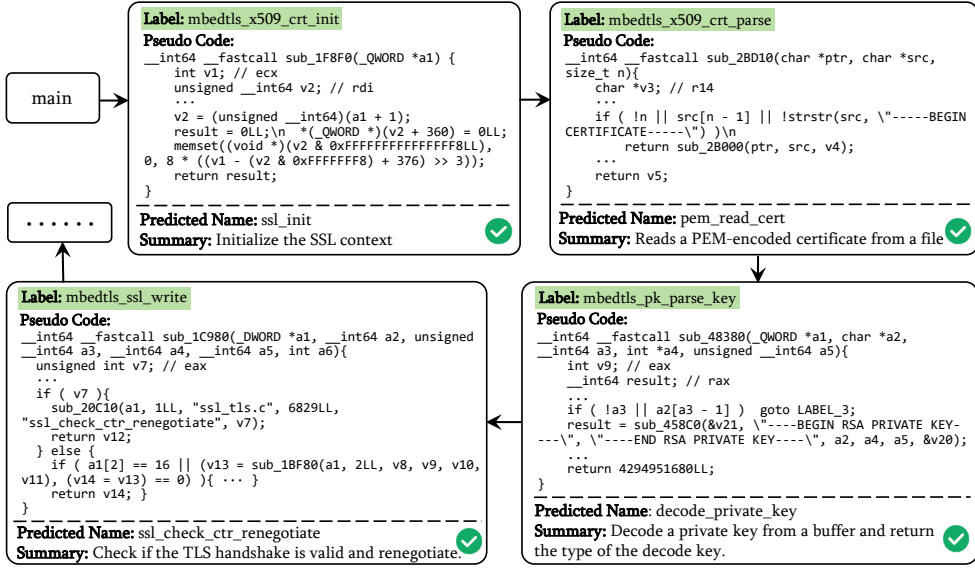 main
Label: mbedtls_x509_crt_init
Pseudo Code:
__int64 __fastcall sub_1F8F0(_QWORD *a1) {
int v1; // ecx
unsigned __int64 v2; // rdi
...
v2 = (unsigned __int64)(a1 + 1);
result = 0LL;\n *(_QWORD *)(v2 + 360) = 0LL;
memset((void *)(v2 & 0xFFFFFFFFFFFFFFF8LL),
0, 8 * ((v1 - (v2 & 0xFFFFFFF8) + 376) >> 3));
return result;
}
Predicted Name: ssl_init
Summary: Initialize the SSL context
Label: mbedtls_x509_crt_parse
Pseudo Code:
__int64 __fastcall sub_2BD10(char *ptr, char *src,
size_t n){
char *v3; // r14
...
if ( !n || src[n - 1] || !strstr(src, \"-----BEGIN
CERTIFICATE-----\") )\n
return sub_2B000(ptr, src, v4);
...
return v5;
}
Predicted Name: pem_read_cert
Summary: Reads a PEM-encoded certificate from a file
......
Label: mbedtls_ssl_write
Pseudo Code:
__int64 __fastcall sub_1C980(_DWORD *a1, __int64 a2, unsigned
__int64 a3, __int64 a4, __int64 a5, int a6){
unsigned int v7; // eax
...
if ( v7 ){
sub_20C10(a1, 1LL, "ssl_tls.c", 6829LL,
"ssl_check_ctr_renegotiate", v7);
return v12;
} else {
if ( a1[2] == 16 || (v13 = sub_1BF80(a1, 2LL, v8, v9, v10,
v11), (v14 = v13) == 0) ){ ... }
return v14; }
}
Predicted Name: ssl_check_ctr_renegotiate
Summary: Check if the TLS handshake is valid and renegotiate.
Label: mbedtls_pk_parse_key
Pseudo Code:
__int64 __fastcall sub_48380(_QWORD *a1, char *a2,
__int64 a3, int *a4, unsigned __int64 a5){
int v9; // eax
__int64 result; // rax
...
if ( !a3 || a2[a3 - 1] ) goto LABEL_3;
result = sub_458C0(&v21, \"----BEGIN RSA PRIVATE KEY-
---\", \"----END RSA PRIVATE KEY----\", a2, a4, a5, &v20);
...
return 4294951680LL;
}
Predicted Name: decode_private_key
Summary: Decode a private key from a buffer and return
the type of the decode key.